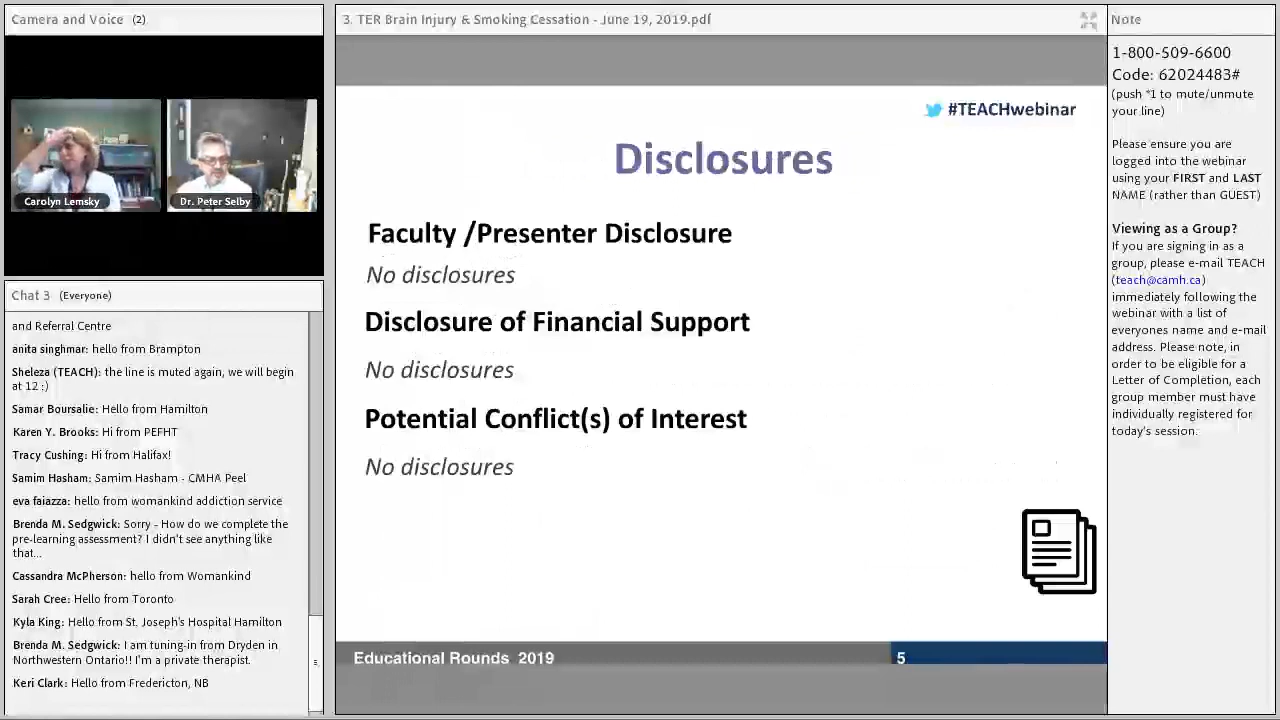 Camera and Voice (2)
Carolyn Lemsky
Dr. Peter Selby
Chat 3 (Everyone)
and Referral Centre
anita singhmar: hello from Brampton
Sheleza (TEACH): the line is muted again, we will begin
at 12 :)
Samar Boursalie: Hello from Hamilton
Karen Y. Brooks: Hi from PEFHT
Tracy Cushing: Hi from Halifax!
Samim Hasham: Samim Hasham - CMHA Peel
eva faiazza: hello from womankind addiction service
Brenda M. Sedgwick: Sorry - How do we complete the
pre-learning assessment? I didn't see anything like
that...
Cassandra McPherson: hello from Womankind
Sarah Cree: Hello from Toronto
Kyla King: Hello from St. Joseph's Hospital Hamilton
Brenda M. Sedgwick: I am tuning-in from Dryden in
Northwestern Ontario!! I'm a private therapist.
Keri Clark: Hello from Fredericton, NB
3. TER Brain Injury & Smoking Cessation - June 19, 2019.pdf
#TEACHwebinar
Disclosures
Faculty /Presenter Disclosure
No disclosures
Disclosure of Financial Support
No disclosures
Potential Conflict(s) of Interest
No disclosures
Educational Rounds 2019
5
Note
1-800-509-6600
Code: 62024483#
(push *1 to mute/unmute
your line)
Please ensure you are
logged into the webinar
using your FIRST and LAST
NAME (rather than GUEST)
Viewing as a Group?
If you are signing in as a
group, please e-mail TEACH
(teach@camh.ca)
immediately following the
webinar with a list of
everyones name and e-mail
address. Please note, in
order to be eligible for a
Letter of Completion, each
group member must have
individually registered for
today's session.